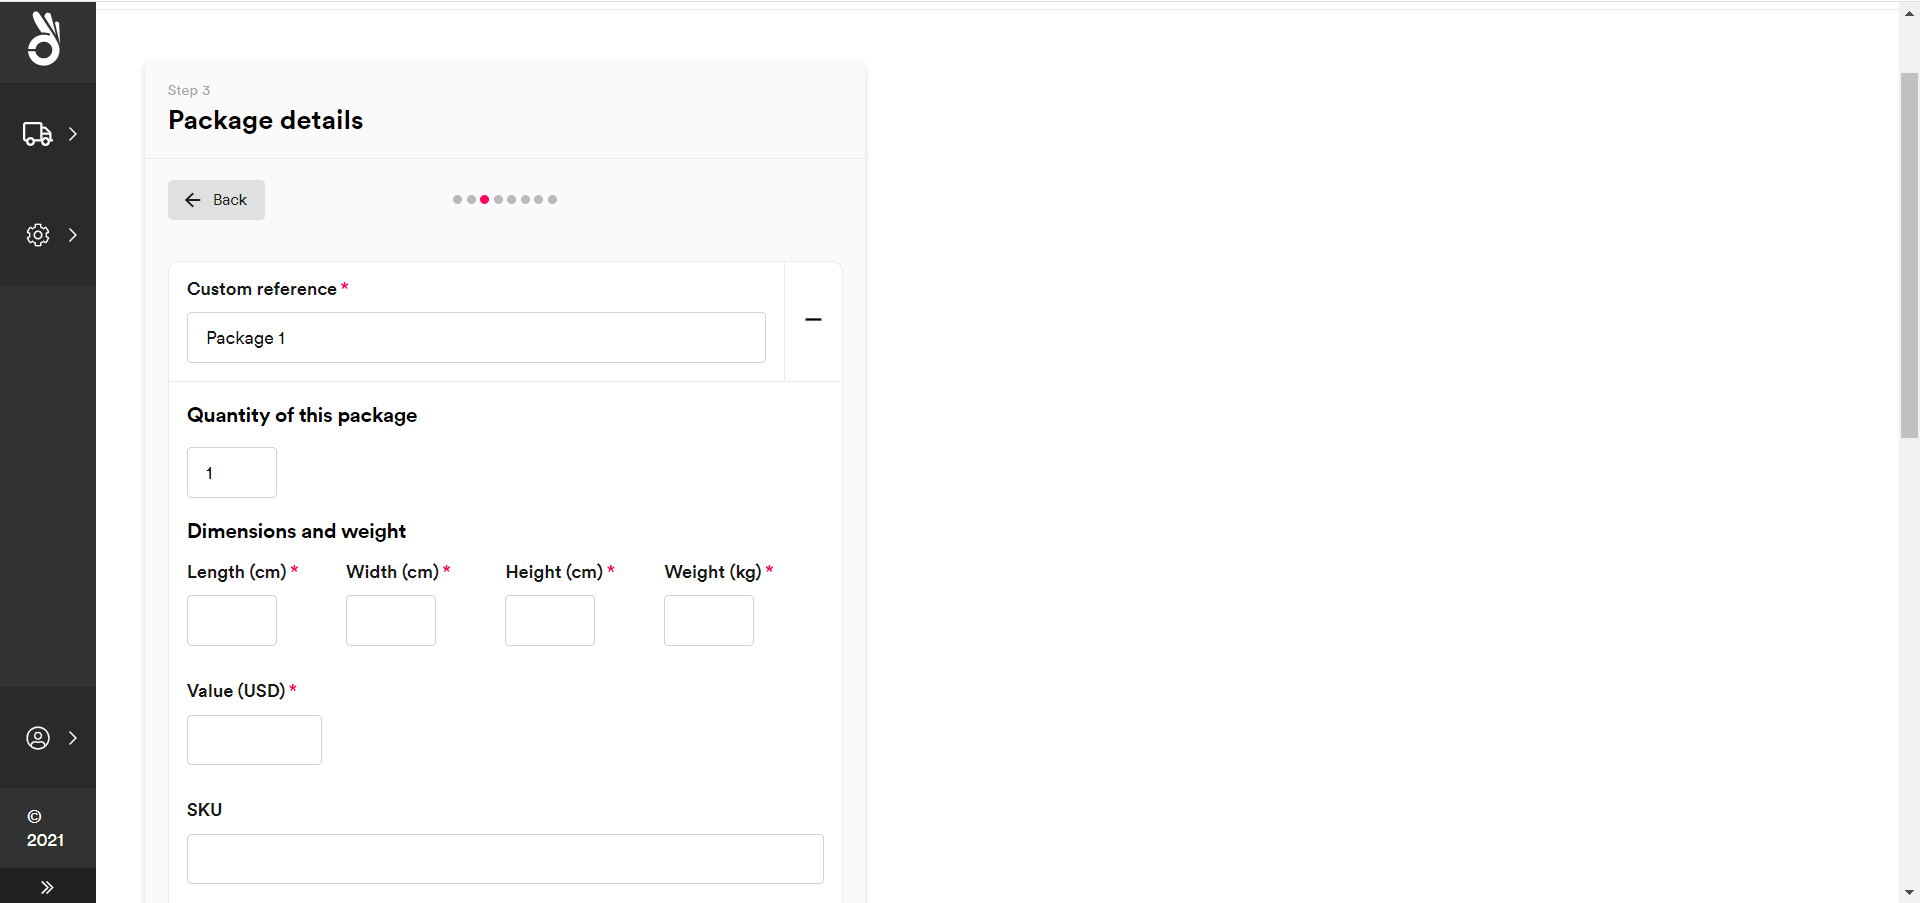 Step 3
Package details
Back
Custom reference *
Package 1
Quantity of this package
1
Dimensions and weight
Length (cm) * Width (cm) * Height (cm) * Weight (kg) *
Value (USD) *
SKU
©
2021